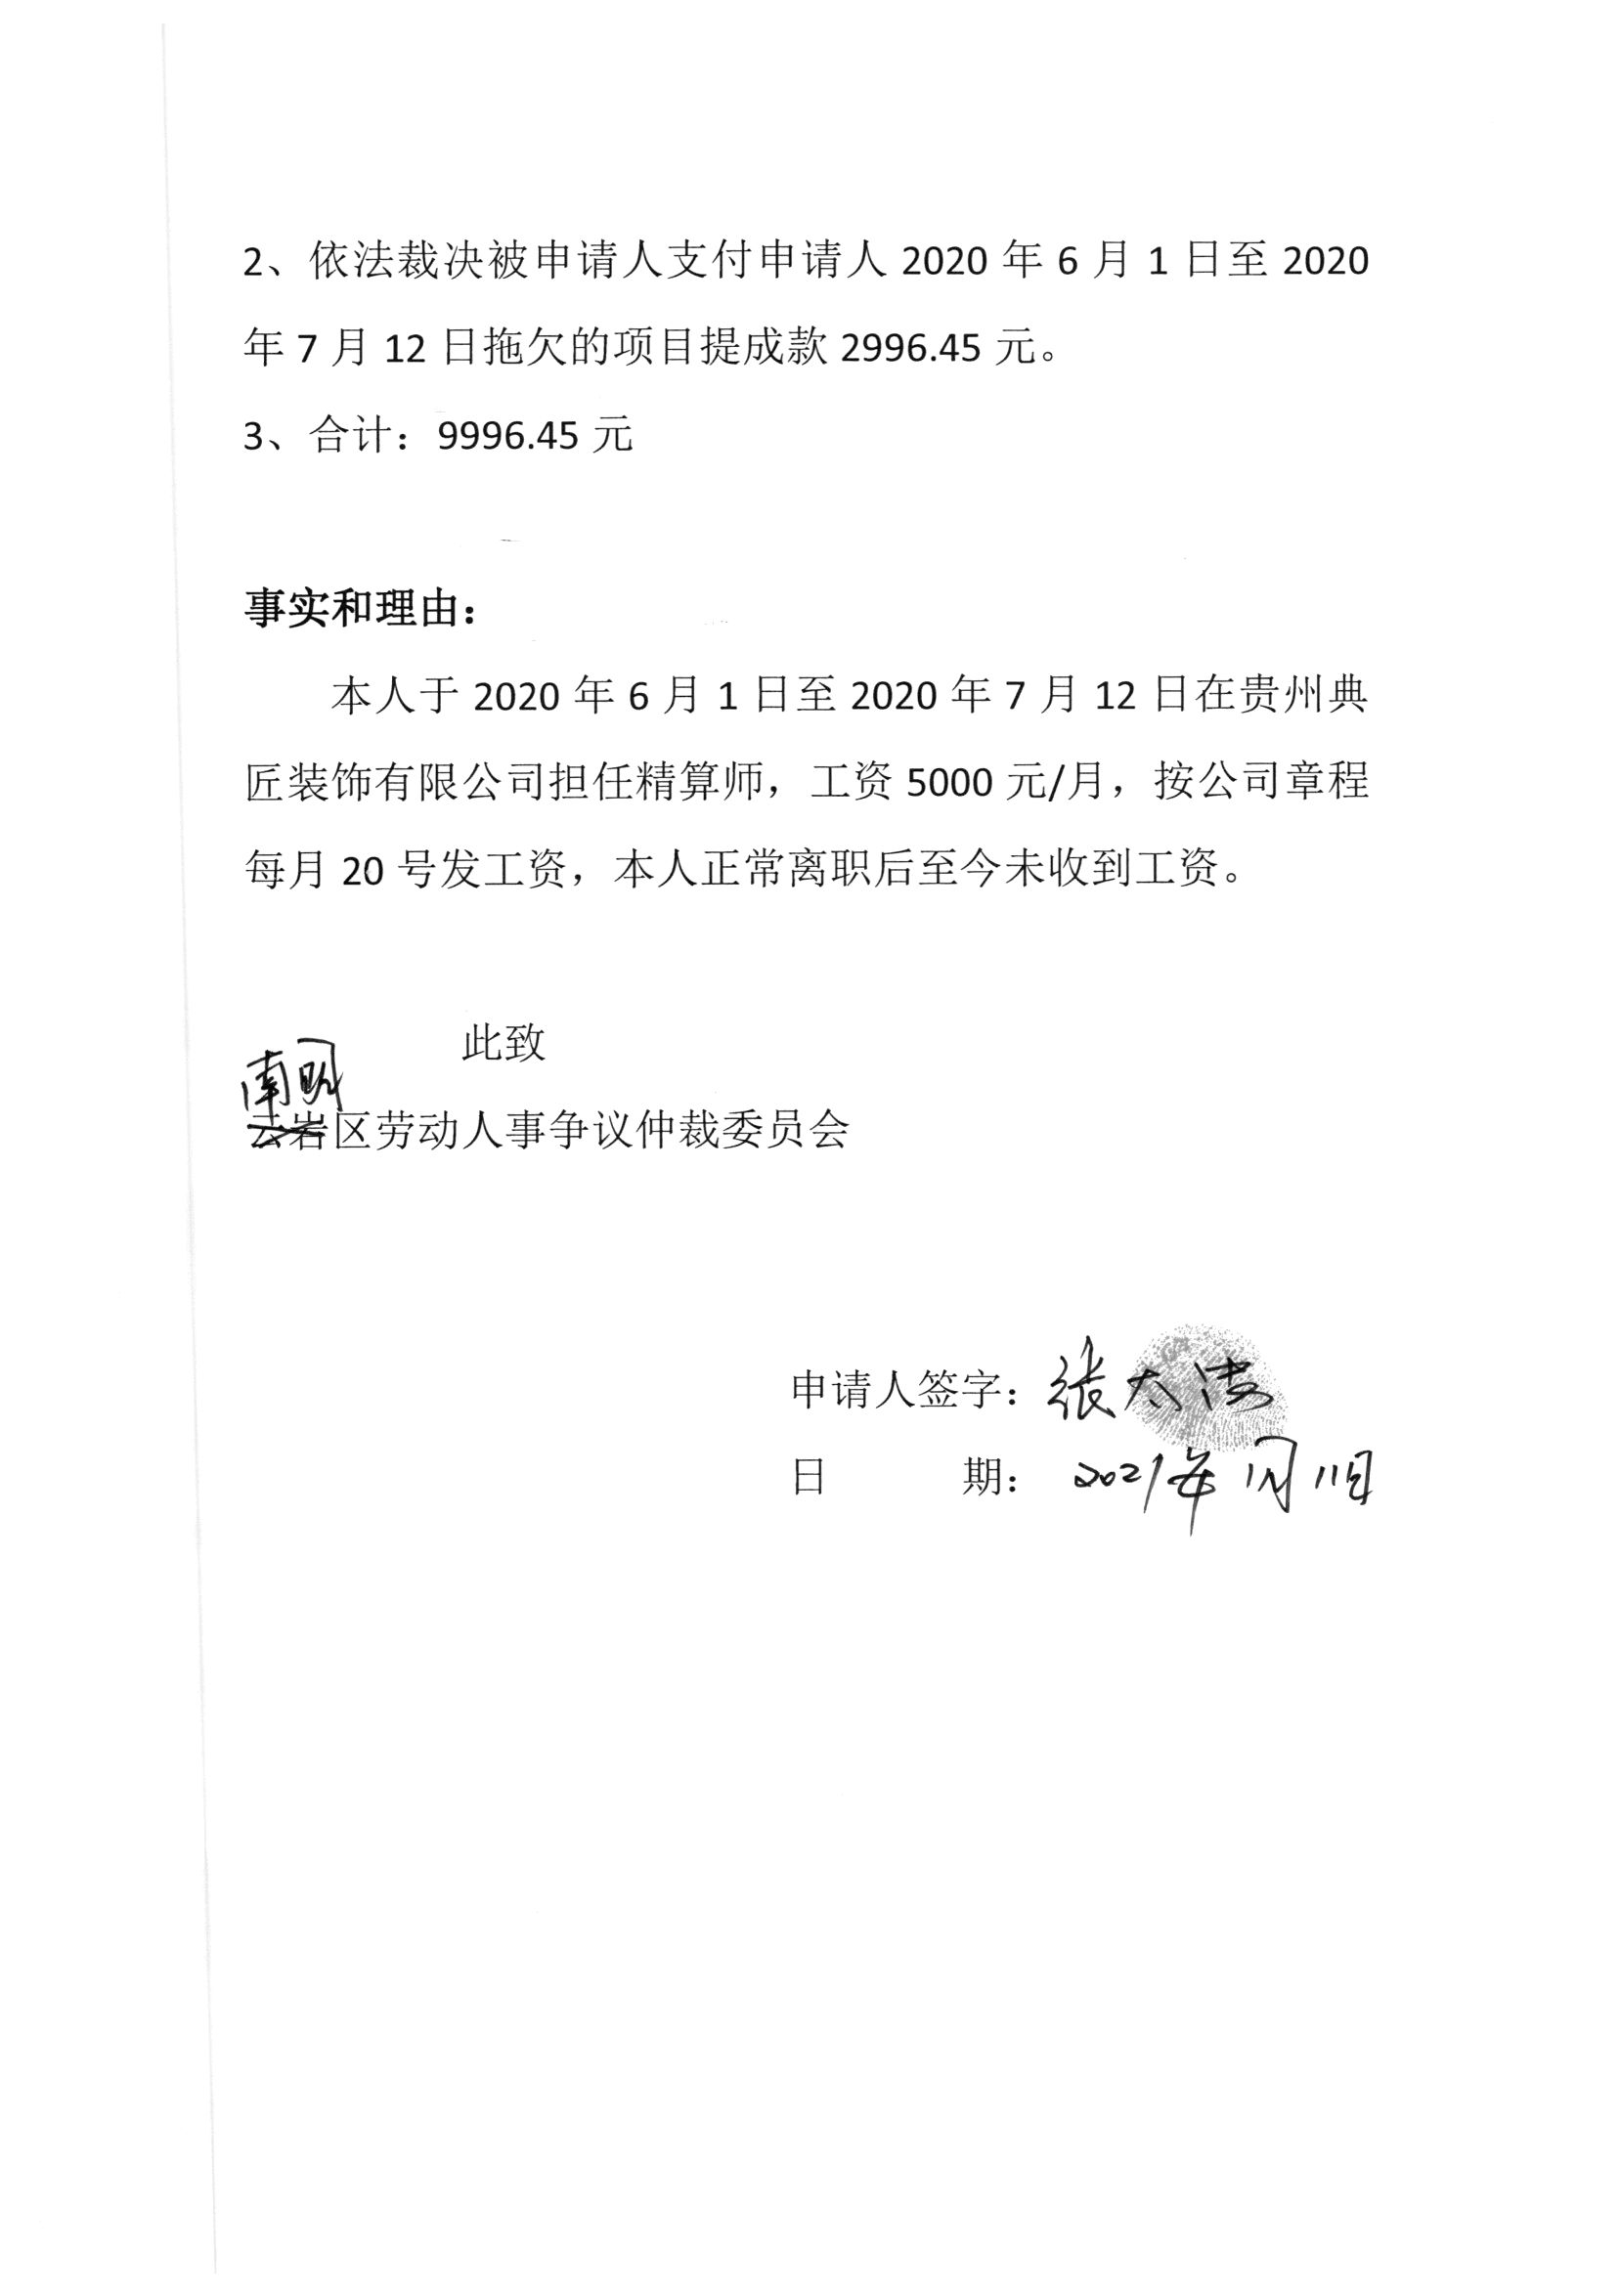 2、依法裁决被申请人支付申请人 2020 年 6 月 1 日至 2020
年 7 月 12 日拖欠的项目提成款 2996.45 元。
3、合计：9996.45 元
事实和理由：
本人于 2020 年 6 月 1 日至 2020 年 7 月 12 日在贵州典
匠装饰有限公司担任精算师，工资 5000 元/月，按公司章程
每月 20 号发工资，本人正常离职后至今未收到工资。
此致
南明
云岩区劳动人事争议仲裁委员会
申请人签字：张太法
日 期：2021年1月11日